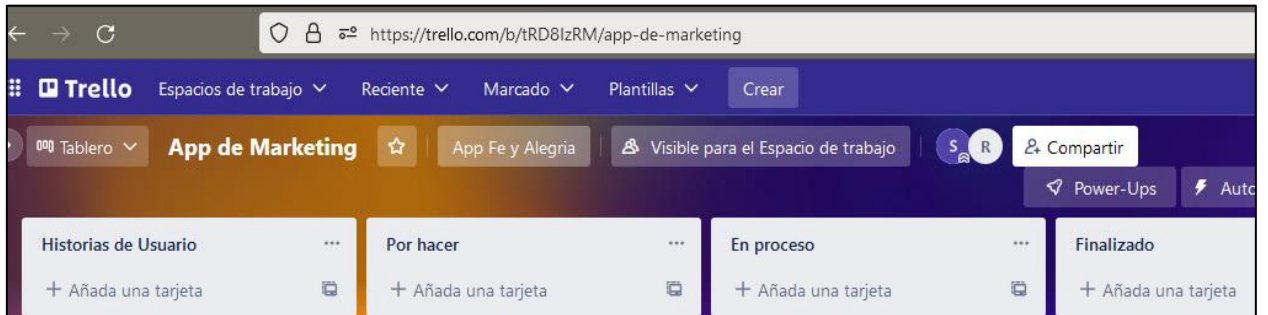 https://trello.com/b/tRD8IzRM/app-de-marketing
Trello Espacios de trabajo Reciente Marcado Plantillas Crear
Tablero App de Marketing App Fe y Alegria Visible para el Espacio de trabajo S R Compartir
Power-Ups Auto
Historias de Usuario Por hacer En proceso Finalizado
+ Añada una tarjeta + Añada una tarjeta + Añada una tarjeta + Añada una tarjeta